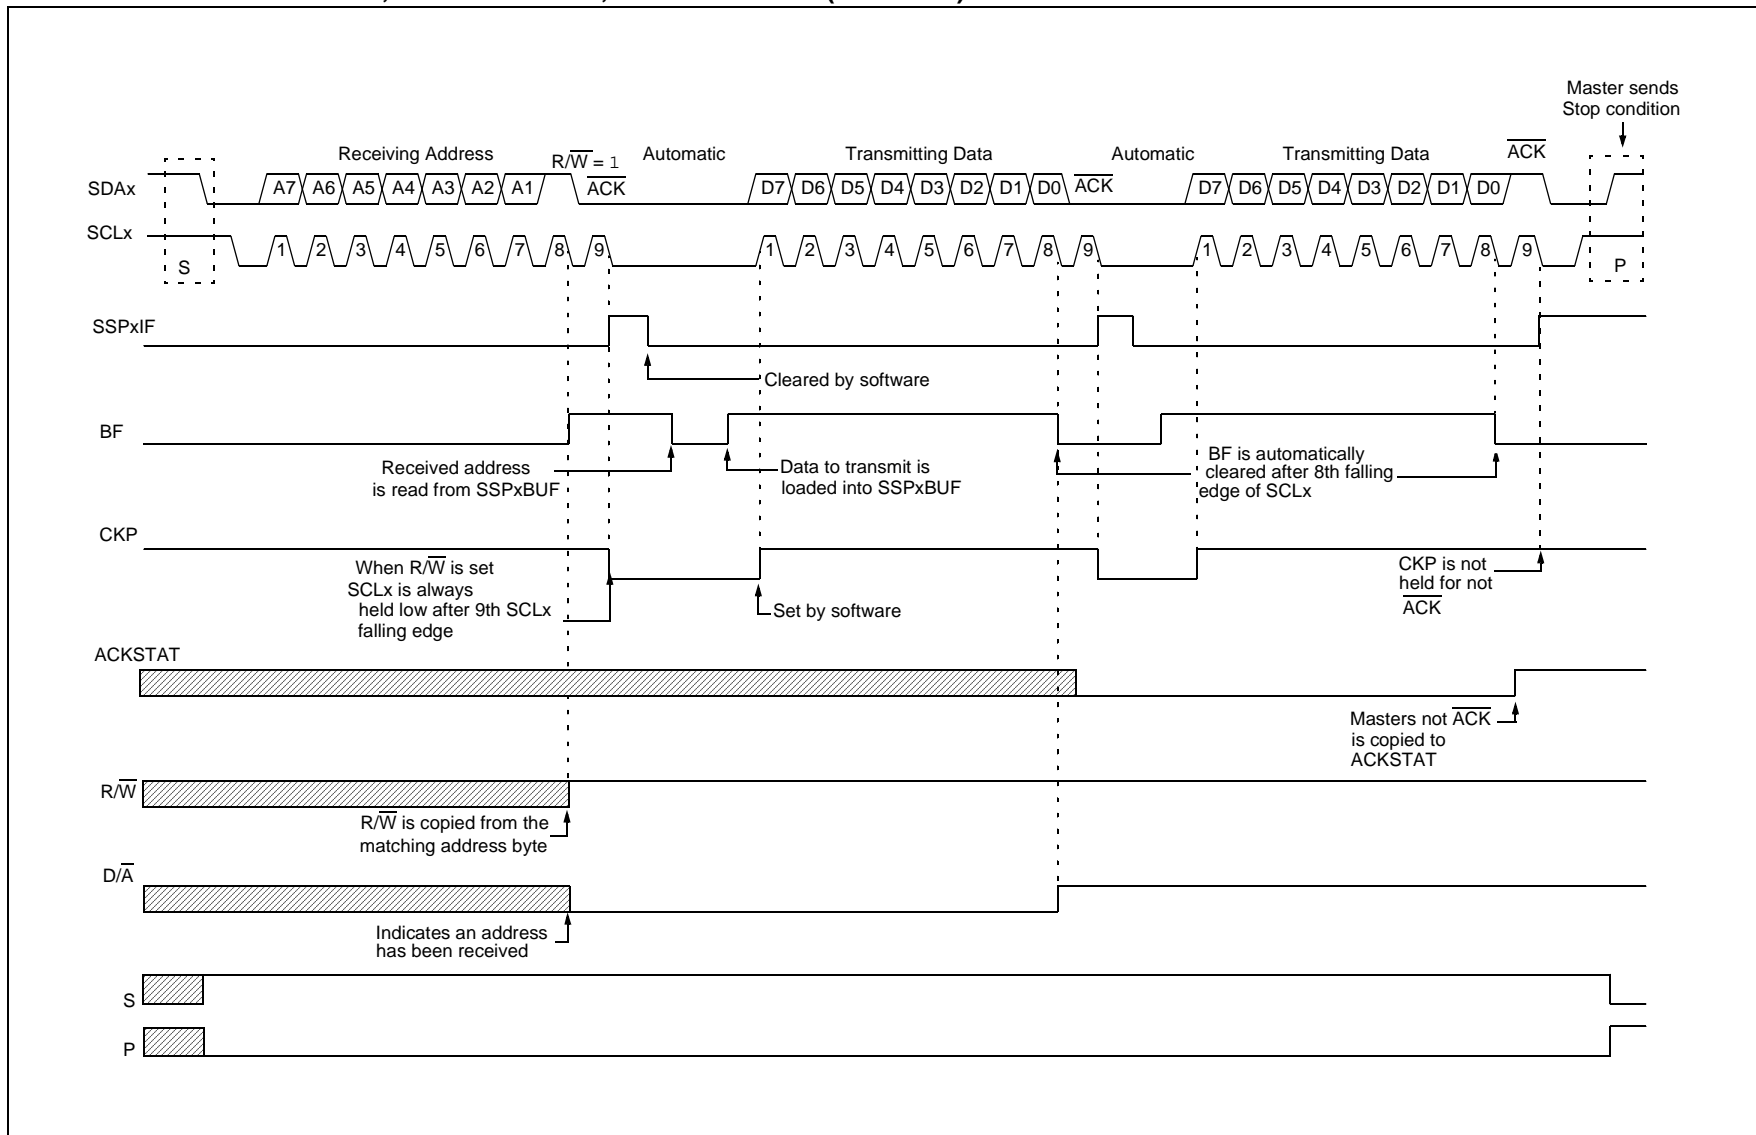 Master sends
Stop condition
Receiving Address R/W̅ = 1 Automatic Transmitting Data Automatic Transmitting Data A̅C̅K̅
SDAx A7 A6 A5 A4 A3 A2 A1 A̅C̅K̅ D7 D6 D5 D4 D3 D2 D1 D0 A̅C̅K̅ D7 D6 D5 D4 D3 D2 D1 D0
SCLx 1 2 3 4 5 6 7 8 9 1 2 3 4 5 6 7 8 9 1 2 3 4 5 6 7 8 9
S P
SSPxIF
Cleared by software
BF
Received address
is read from SSPxBUF
Data to transmit is
loaded into SSPxBUF
BF is automatically
cleared after 8th falling
edge of SCLx
CKP
When R/W̅ is set
SCLx is always
held low after 9th SCLx
falling edge
Set by software
CKP is not
held for not
A̅C̅K̅
ACKSTAT
Masters not A̅C̅K̅
is copied to
ACKSTAT
R/W̅
R/W̅ is copied from the
matching address byte
D/A̅
Indicates an address
has been received
S
P